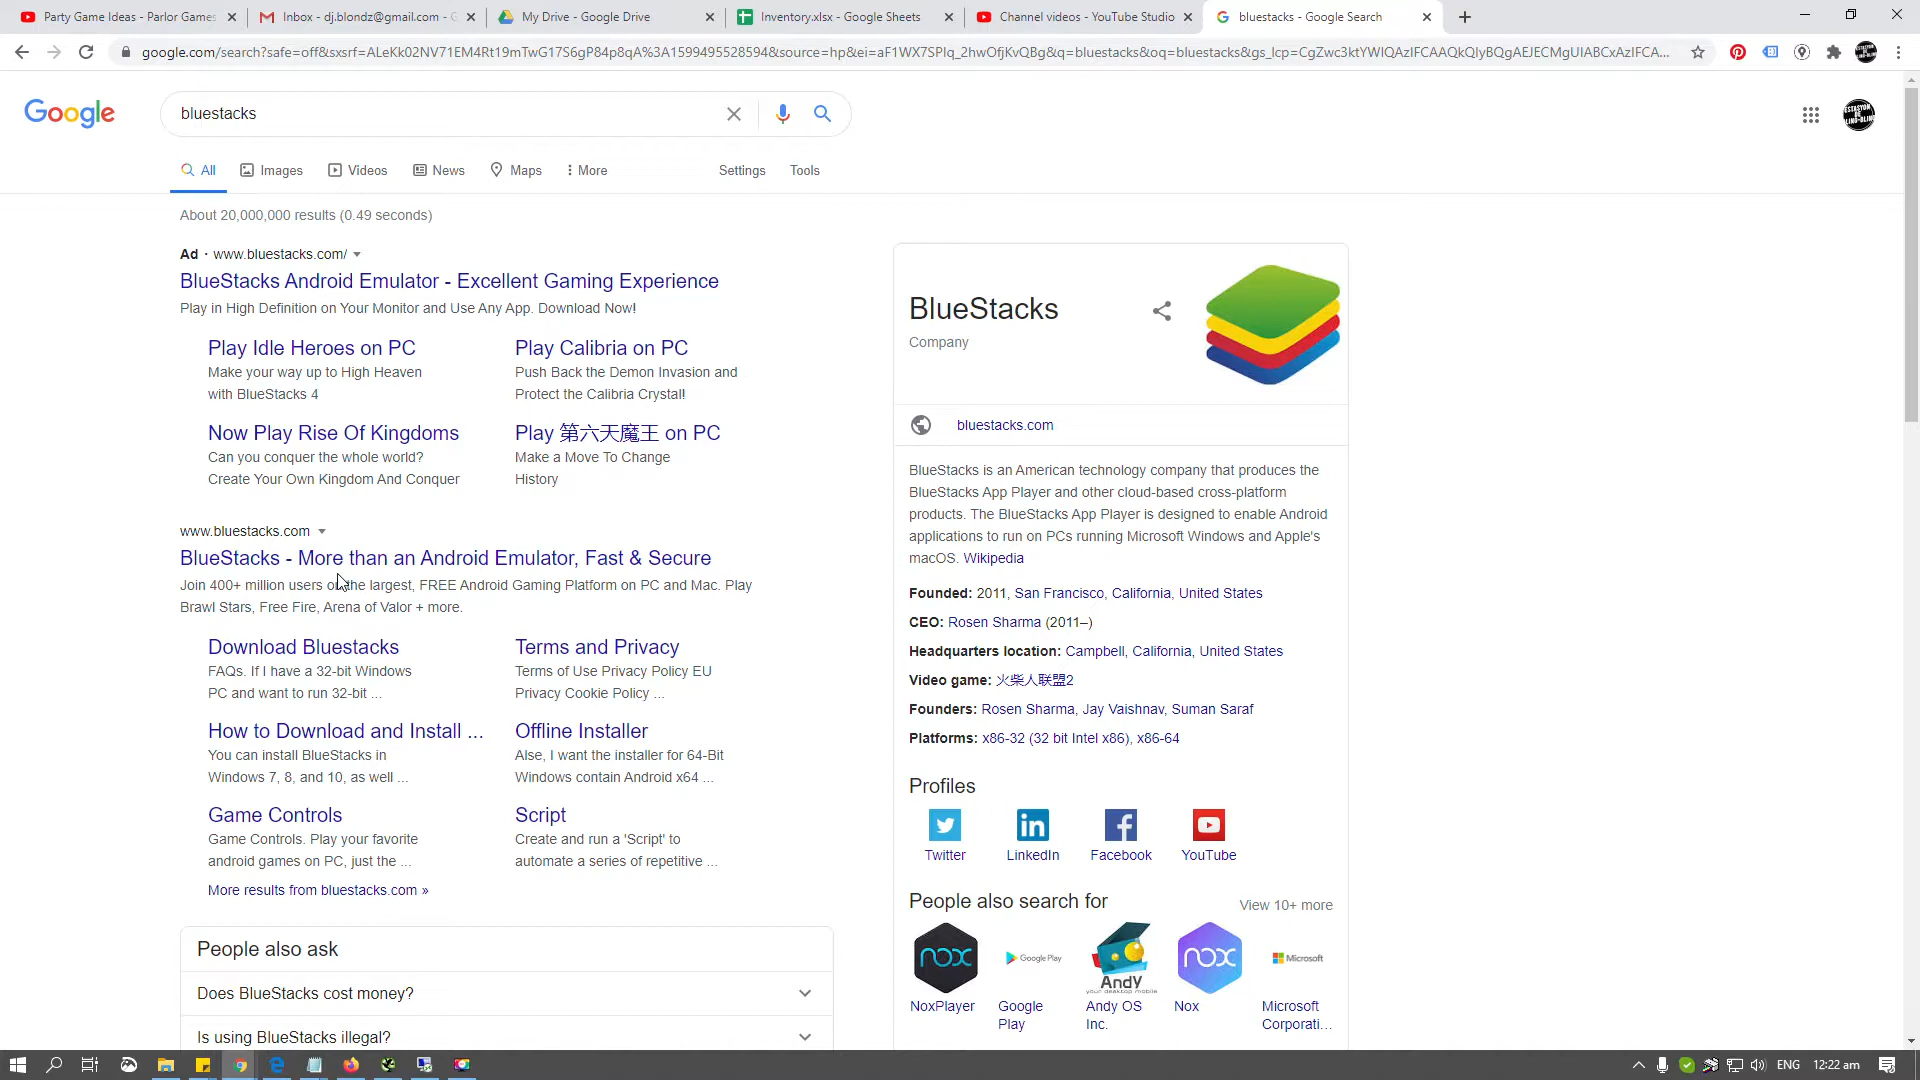 Party Game Ideas - Parlor Games
Inbox - dj.blondz@gmail.com - G
My Drive - Google Drive
Inventory.xlsx - Google Sheets
Channel videos - YouTube Studio
bluestacks - Google Search
google.com/search?safe=off&sxsrf=ALeKk02NV71EM4Rt19mTwG17S6gP84p8qA%3A1599495528594&source=hp&ei=aF1WX7SPIq_2hwOfjKvQBg&q=bluestacks&oq=bluestacks&gs_lcp=CgZwc3ktYWIQAzIFCAAQkQIyBQgAEJECMgUIABCxAzIFCA...
Google
bluestacks
ESTASYON
DE
LING-BLING
All
Images
Videos
News
Maps
More
Settings
Tools
About 20,000,000 results (0.49 seconds)
Ad · www.bluestacks.com/
BlueStacks Android Emulator - Excellent Gaming Experience
Play in High Definition on Your Monitor and Use Any App. Download Now!
Play Idle Heroes on PC
Make your way up to High Heaven
with BlueStacks 4
Play Calibria on PC
Push Back the Demon Invasion and
Protect the Calibria Crystal!
Now Play Rise Of Kingdoms
Can you conquer the whole world?
Create Your Own Kingdom And Conquer
Play 第六天魔王 on PC
Make a Move To Change
History
www.bluestacks.com
BlueStacks - More than an Android Emulator, Fast & Secure
Join 400+ million users on the largest, FREE Android Gaming Platform on PC and Mac. Play
Brawl Stars, Free Fire, Arena of Valor + more.
Download Bluestacks
FAQs. If I have a 32-bit Windows
PC and want to run 32-bit ...
Terms and Privacy
Terms of Use Privacy Policy EU
Privacy Cookie Policy ...
How to Download and Install ...
You can install BlueStacks in
Windows 7, 8, and 10, as well ...
Offline Installer
Alse, I want the installer for 64-Bit
Windows contain Android x64 ...
Game Controls
Game Controls. Play your favorite
android games on PC, just the ...
Script
Create and run a 'Script' to
automate a series of repetitive ...
More results from bluestacks.com »
People also ask
Does BlueStacks cost money?
Is using BlueStacks illegal?
BlueStacks
Company
bluestacks.com
BlueStacks is an American technology company that produces the
BlueStacks App Player and other cloud-based cross-platform
products. The BlueStacks App Player is designed to enable Android
applications to run on PCs running Microsoft Windows and Apple's
macOS. Wikipedia
Founded: 2011, San Francisco, California, United States
CEO: Rosen Sharma (2011–)
Headquarters location: Campbell, California, United States
Video game: 火柴人联盟2
Founders: Rosen Sharma, Jay Vaishnav, Suman Saraf
Platforms: x86-32 (32 bit Intel x86), x86-64
Profiles
Twitter
LinkedIn
Facebook
YouTube
People also search for
View 10+ more
nox
Google Play
AndY
your desktop mobile
nox
Microsoft
NoxPlayer
Google
Play
Andy OS
Inc.
Nox
Microsoft
Corporati...
ENG
12:22 am